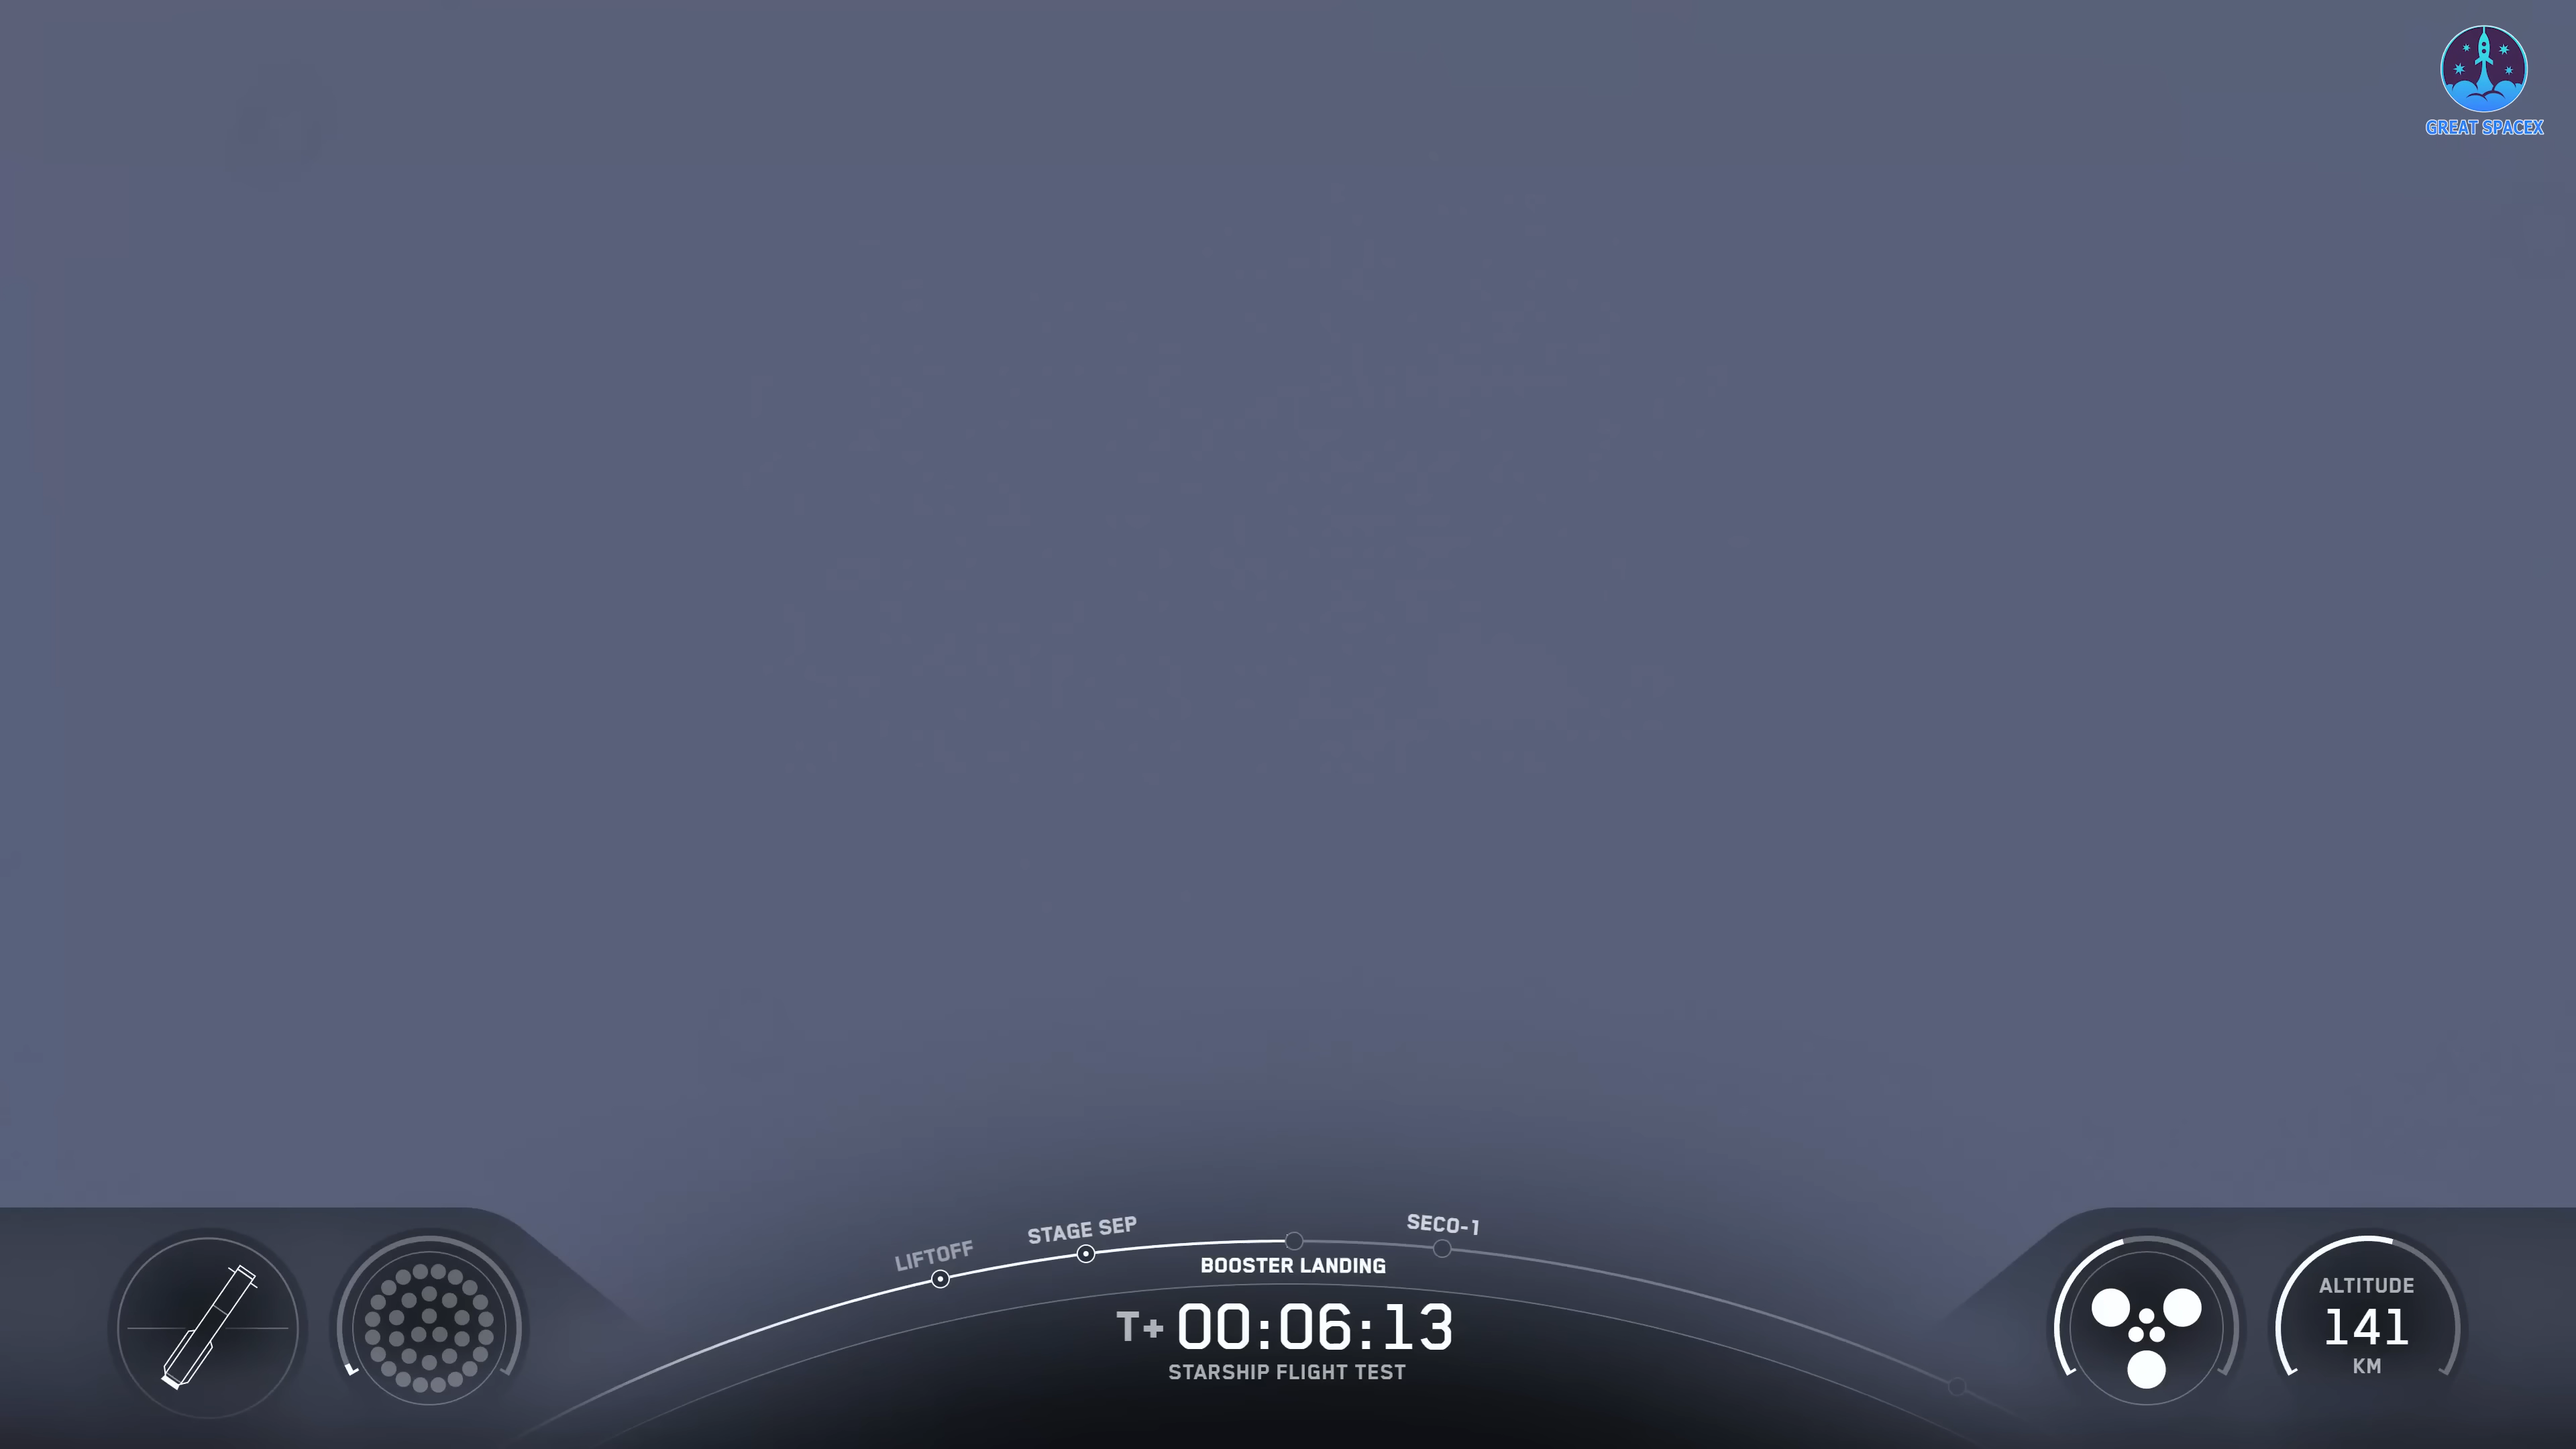 GREAT SPACEX
LIFTOFF
STAGE SEP
SECO-1
BOOSTER LANDING
T+ 00:06:13
STARSHIP FLIGHT TEST
ALTITUDE
141
KM